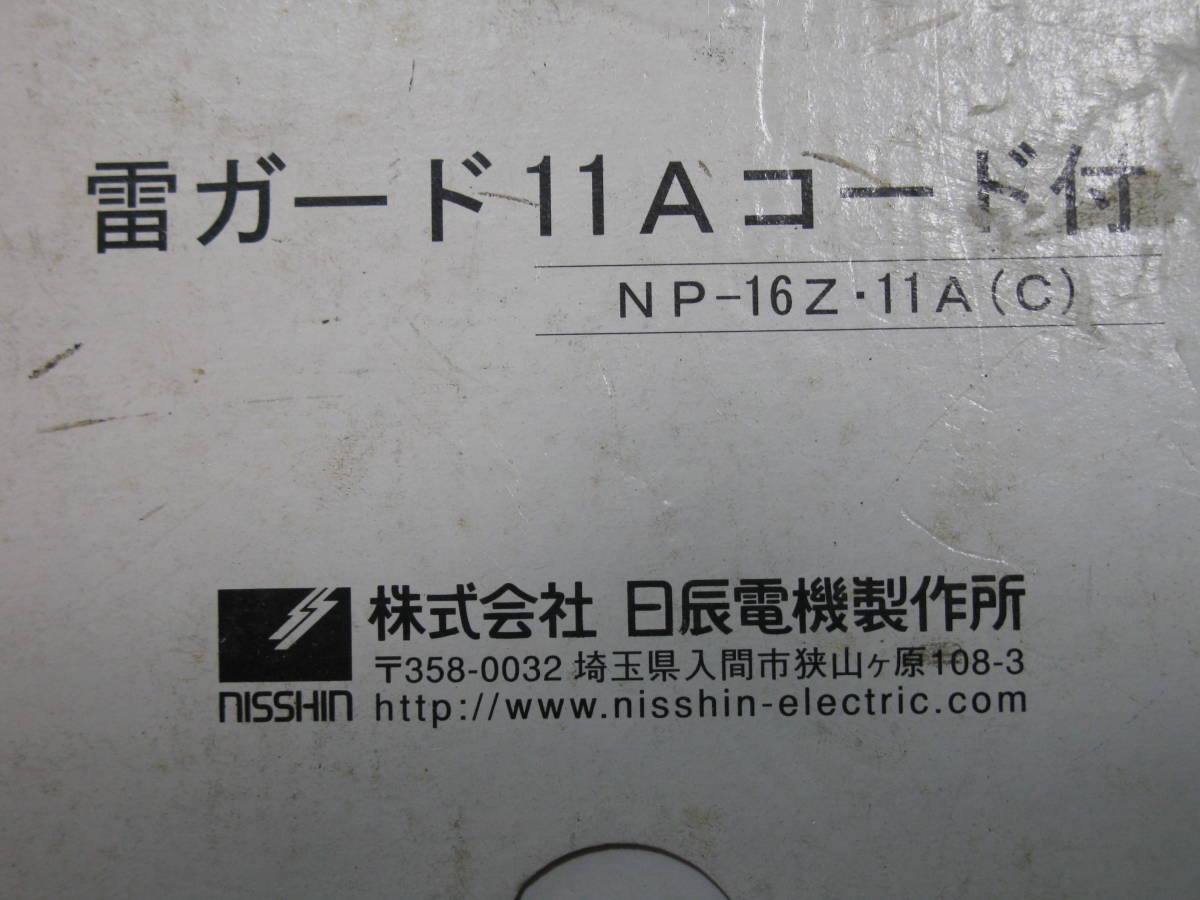 雷ガード11Aコード付
NP-16Z・11A(C)
株式会社 日辰電機製作所
〒358-0032 埼玉県入間市狭山ヶ原108-3
NISSHIN http://www.nisshin-electric.com